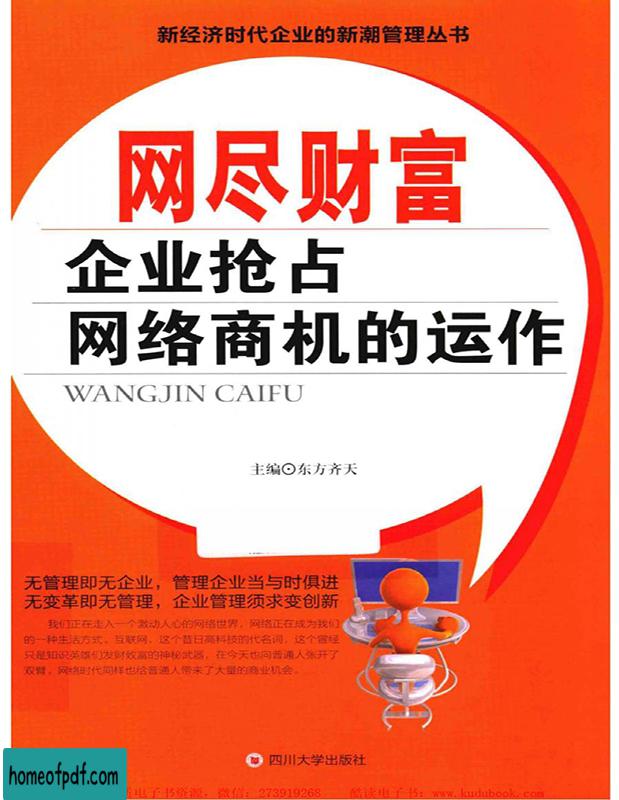 新经济时代企业的新潮管理丛书
网尽财富
企业抢占
网络商机的运作
WANGJIN CAIFU
主编⊙东方齐天
无管理即无企业，管理企业当与时俱进
无变革即无管理，企业管理须求变创新
我们正在走入一个激动人心的网络世界，网络正在成为我们
的一种生活方式。互联网，这个昔日高科技的代名词，这个曾经
只是知识英雄们发财致富的神秘武器，在今天也向普通人张开了
双臂，网络时代同样也给普通人带来了大量的商业机会。
四川大学出版社
homeofpdf.com
电子书资源，微信：273919268 酷读电子书：www.kudubook.com